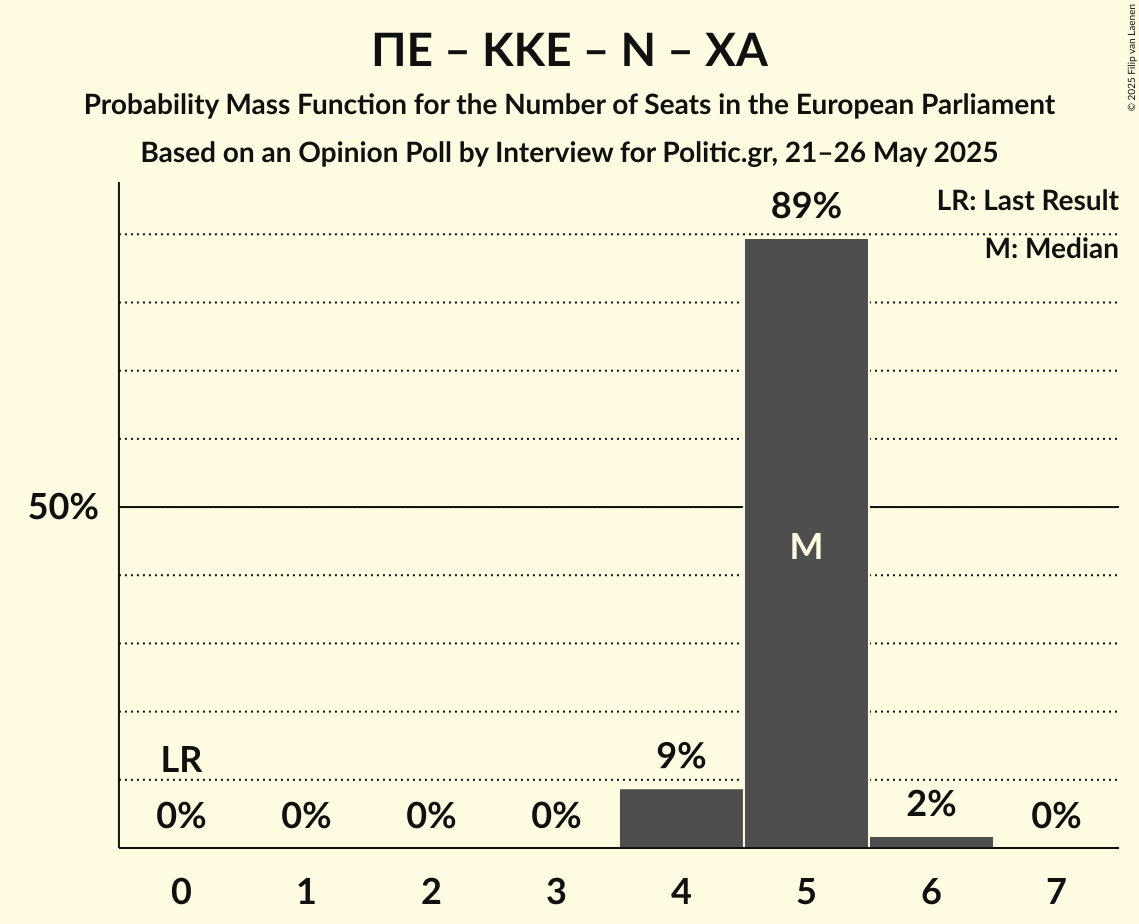 ΠΕ – ΚΚΕ – Ν – ΧΑ
Probability Mass Function for the Number of Seats in the European Parliament
Based on an Opinion Poll by Interview for Politic.gr, 21–26 May 2025
© 2025 Filip van Laenen
LR: Last Result
M: Median
89%
50%
M
LR
9%
2%
0%
0%
0%
0%
0%
0
1
2
3
4
5
6
7